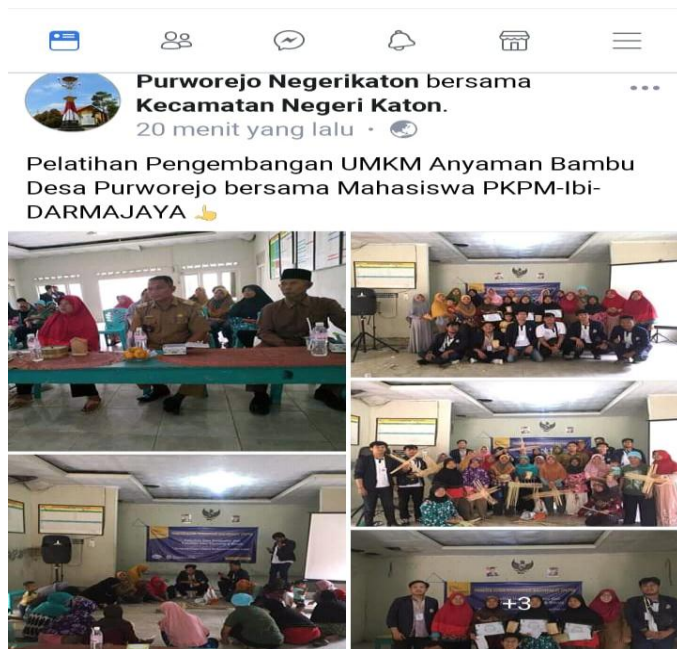 Purworejo Negerikaton bersama
Kecamatan Negeri Katon.
20 menit yang lalu ·
Pelatihan Pengembangan UMKM Anyaman Bambu
Desa Purworejo bersama Mahasiswa PKPM-Ibi-
DARMAJAYA 👆
+3